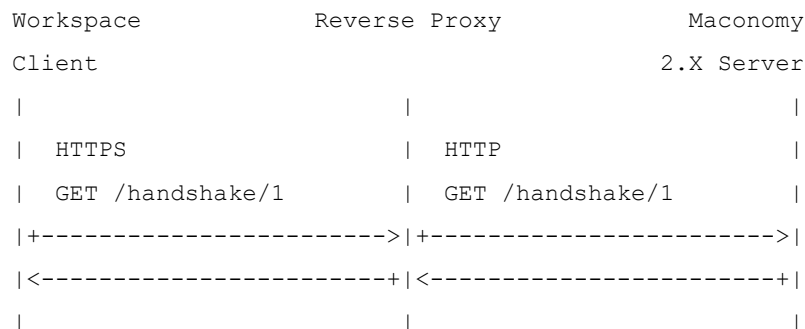 Workspace Reverse Proxy Maconomy
Client 2.X Server
| | |
| HTTPS | HTTP |
| GET /handshake/1 | GET /handshake/1 |
|+------------------------>|+------------------------>|
|<------------------------+|<------------------------+|
| | |